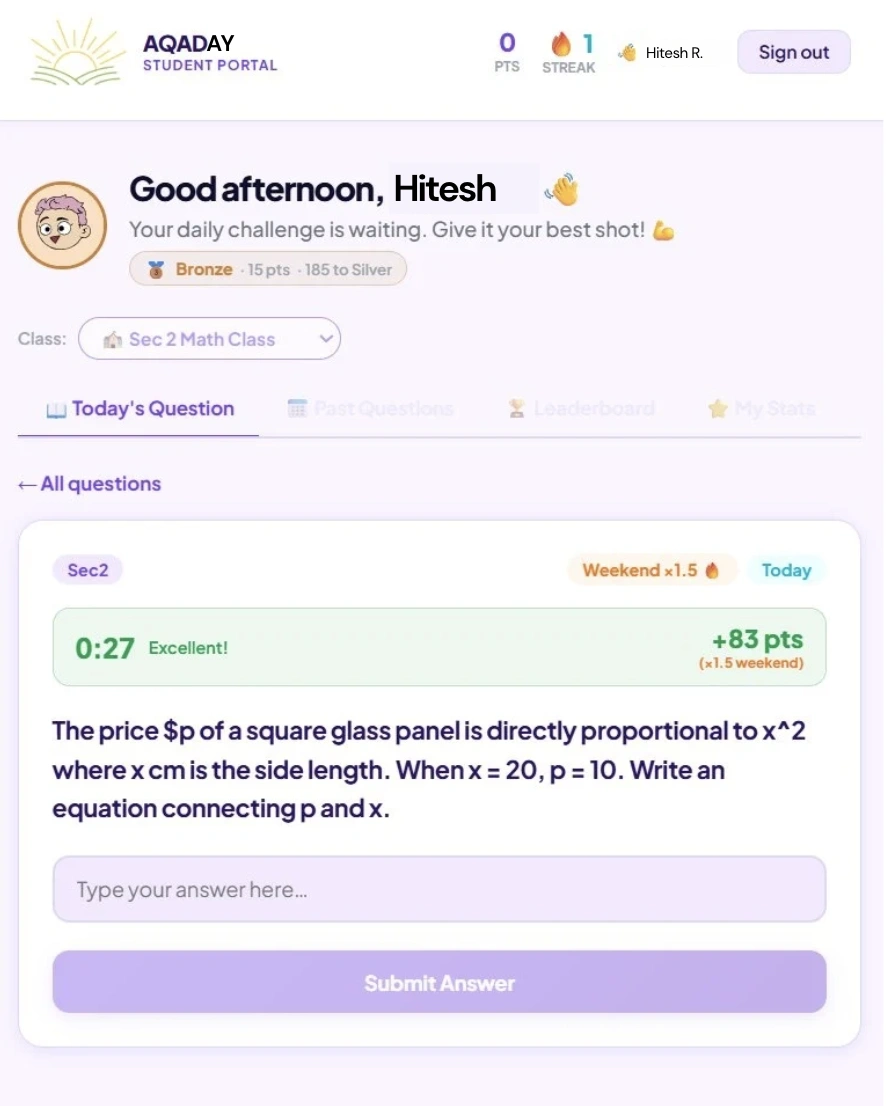 AQADAY
STUDENT PORTAL
0
PTS
1
STREAK
Hitesh R.
Sign out
Good afternoon, Hitesh
Your daily challenge is waiting. Give it your best shot!
Bronze · 15 pts · 185 to Silver
Class: Sec 2 Math Class
Today's Question
Past Questions
Leaderboard
My Stats
← All questions
Sec2
Weekend ×1.5
Today
0:27 Excellent!
+83 pts
(×1.5 weekend)
The price $p of a square glass panel is directly proportional to x^2
where x cm is the side length. When x = 20, p = 10. Write an
equation connecting p and x.
Type your answer here...
Submit Answer